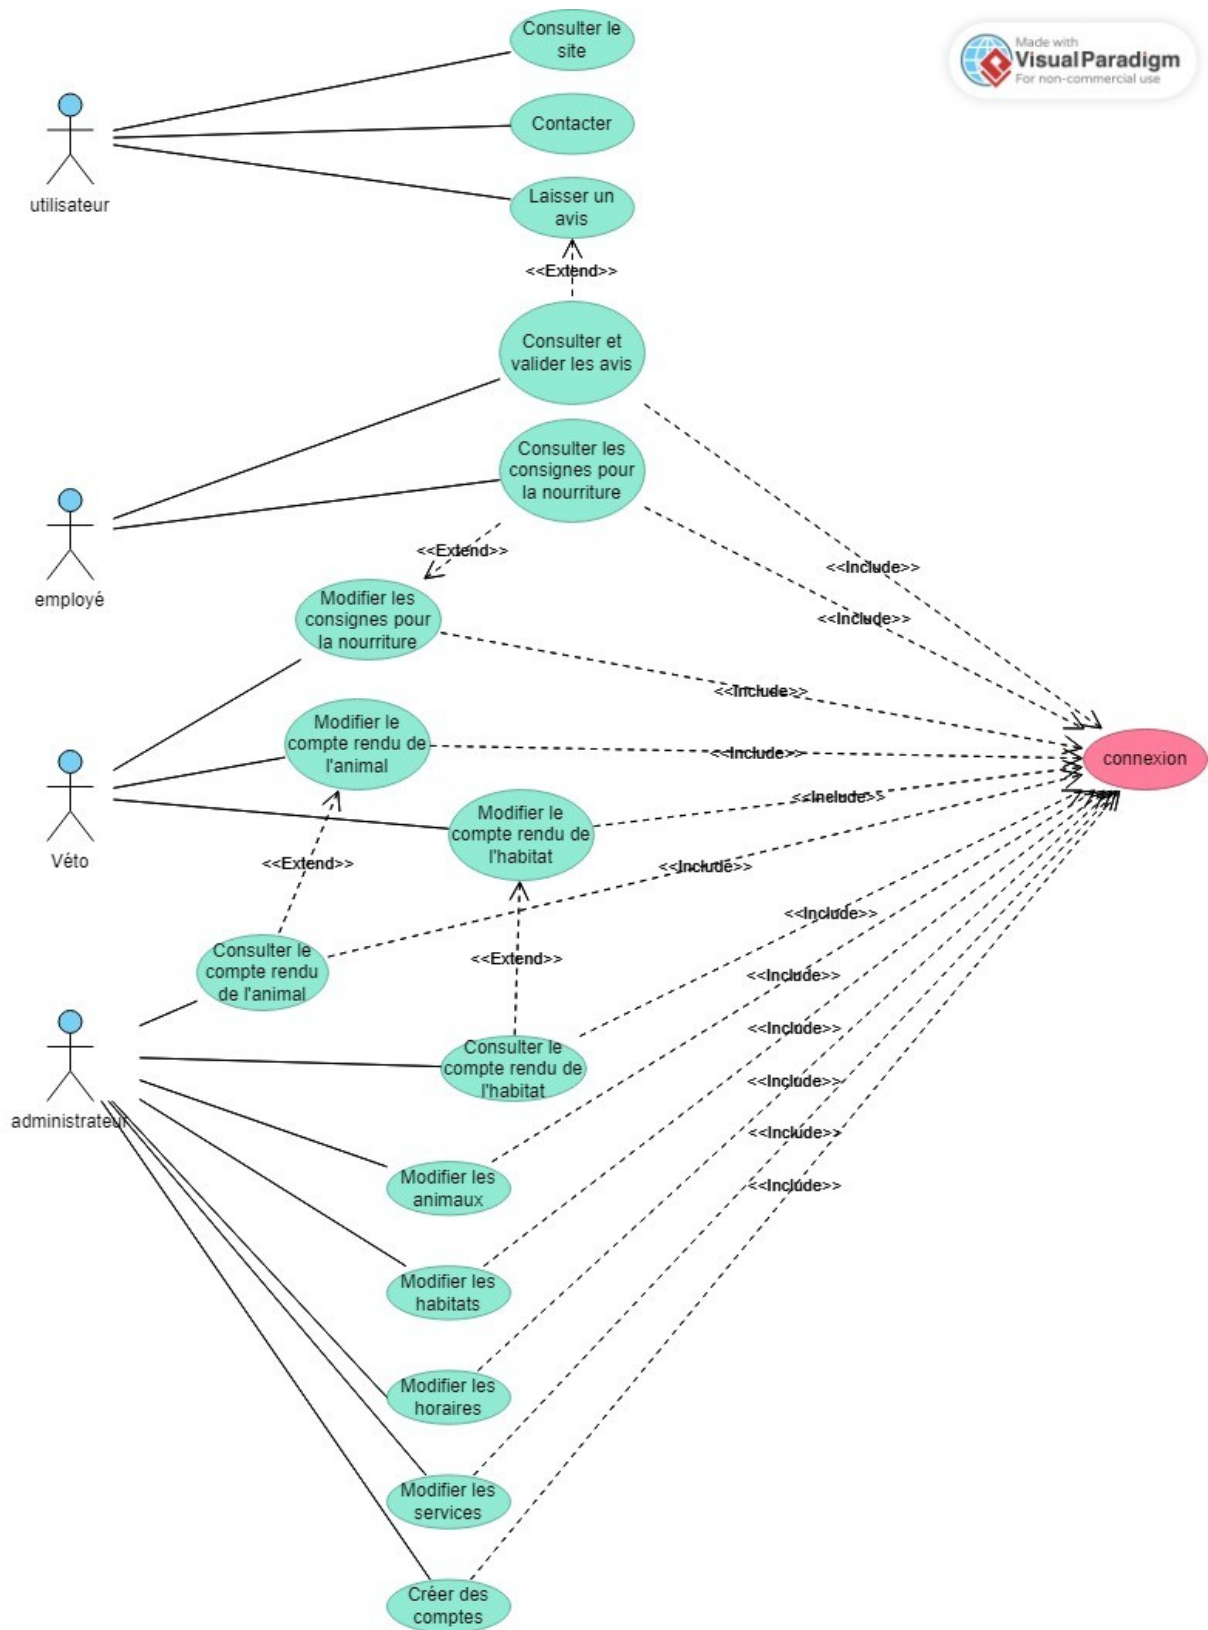 Consulter le
site
Made with
Visual Paradigm
For non-commercial use
Contacter
utilisateur
Laisser un
avis
<<Extend>>
Consulter et
valider les avis
Consulter les
consignes pour
la nourriture
<<Extend>>
<<Include>>
employé
Modifier les
consignes pour
la nourriture
<<Include>>
<<Include>>
Modifier le
compte rendu de
l'animal
<<Include>>
connexion
Véto
Modifier le
compte rendu de
l'habitat
<<Include>>
<<Extend>>
<<Include>>
Consulter le
compte rendu
de l'animal
<<Extend>>
<<Include>>
<<Include>>
<<Include>>
Consulter le
compte rendu de
l'habitat
<<Include>>
administrateur
<<Include>>
Modifier les
animaux
<<Include>>
Modifier les
habitats
Modifier les
horaires
Modifier les
services
Créer des
comptes